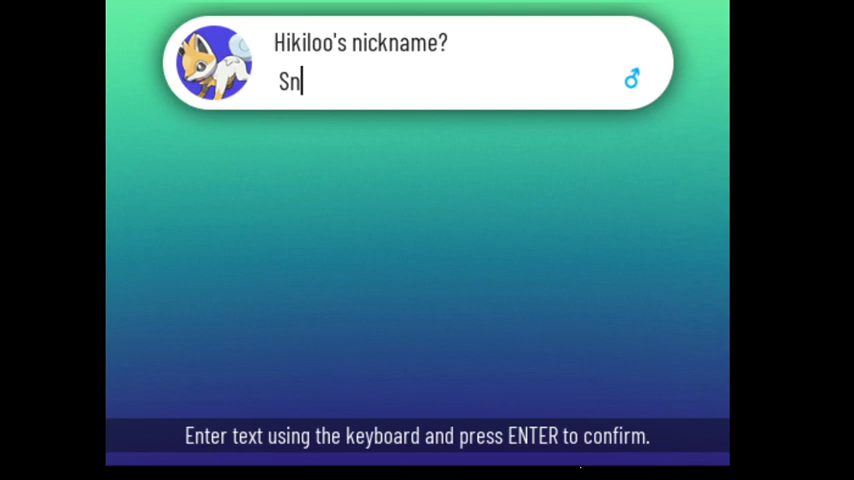 Hikiloo's nickname?
Sn
♂
Enter text using the keyboard and press ENTER to confirm.